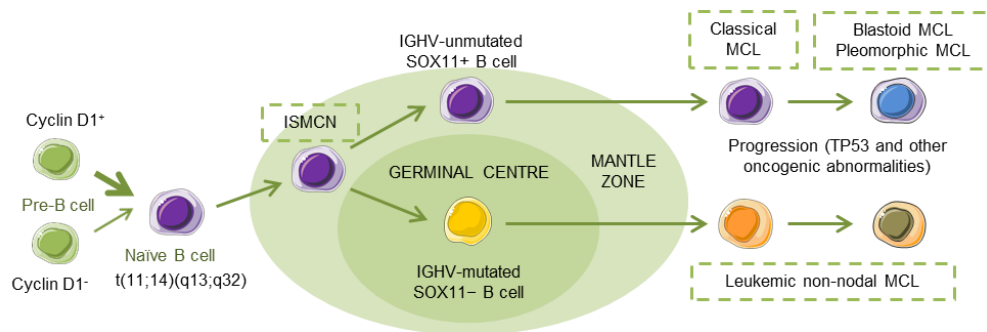 Cyclin D1⁺
Pre-B cell
Cyclin D1⁻
Naïve B cell
t(11;14)(q13;q32)
ISMCN
IGHV-unmutated
SOX11+ B cell
GERMINAL CENTRE
MANTLE
ZONE
IGHV-mutated
SOX11− B cell
Classical
MCL
Blastoid MCL
Pleomorphic MCL
Progression (TP53 and other
oncogenic abnormalities)
Leukemic non-nodal MCL